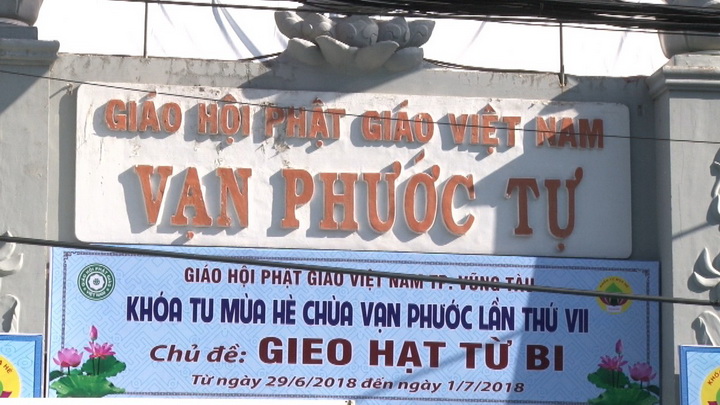 GIÁO HỘI PHẬT GIÁO VIỆT NAM
VẠN PHƯỚC TỰ
GIÁO HỘI PHẬT GIÁO VIỆT NAM TP. VŨNG TÀU
KHÓA TU MÙA HÈ CHÙA VẠN PHƯỚC LẦN THỨ VII
Chủ đề: GIEO HẠT TỪ BI
Từ ngày 29/6/2018 đến ngày 1/7/2018